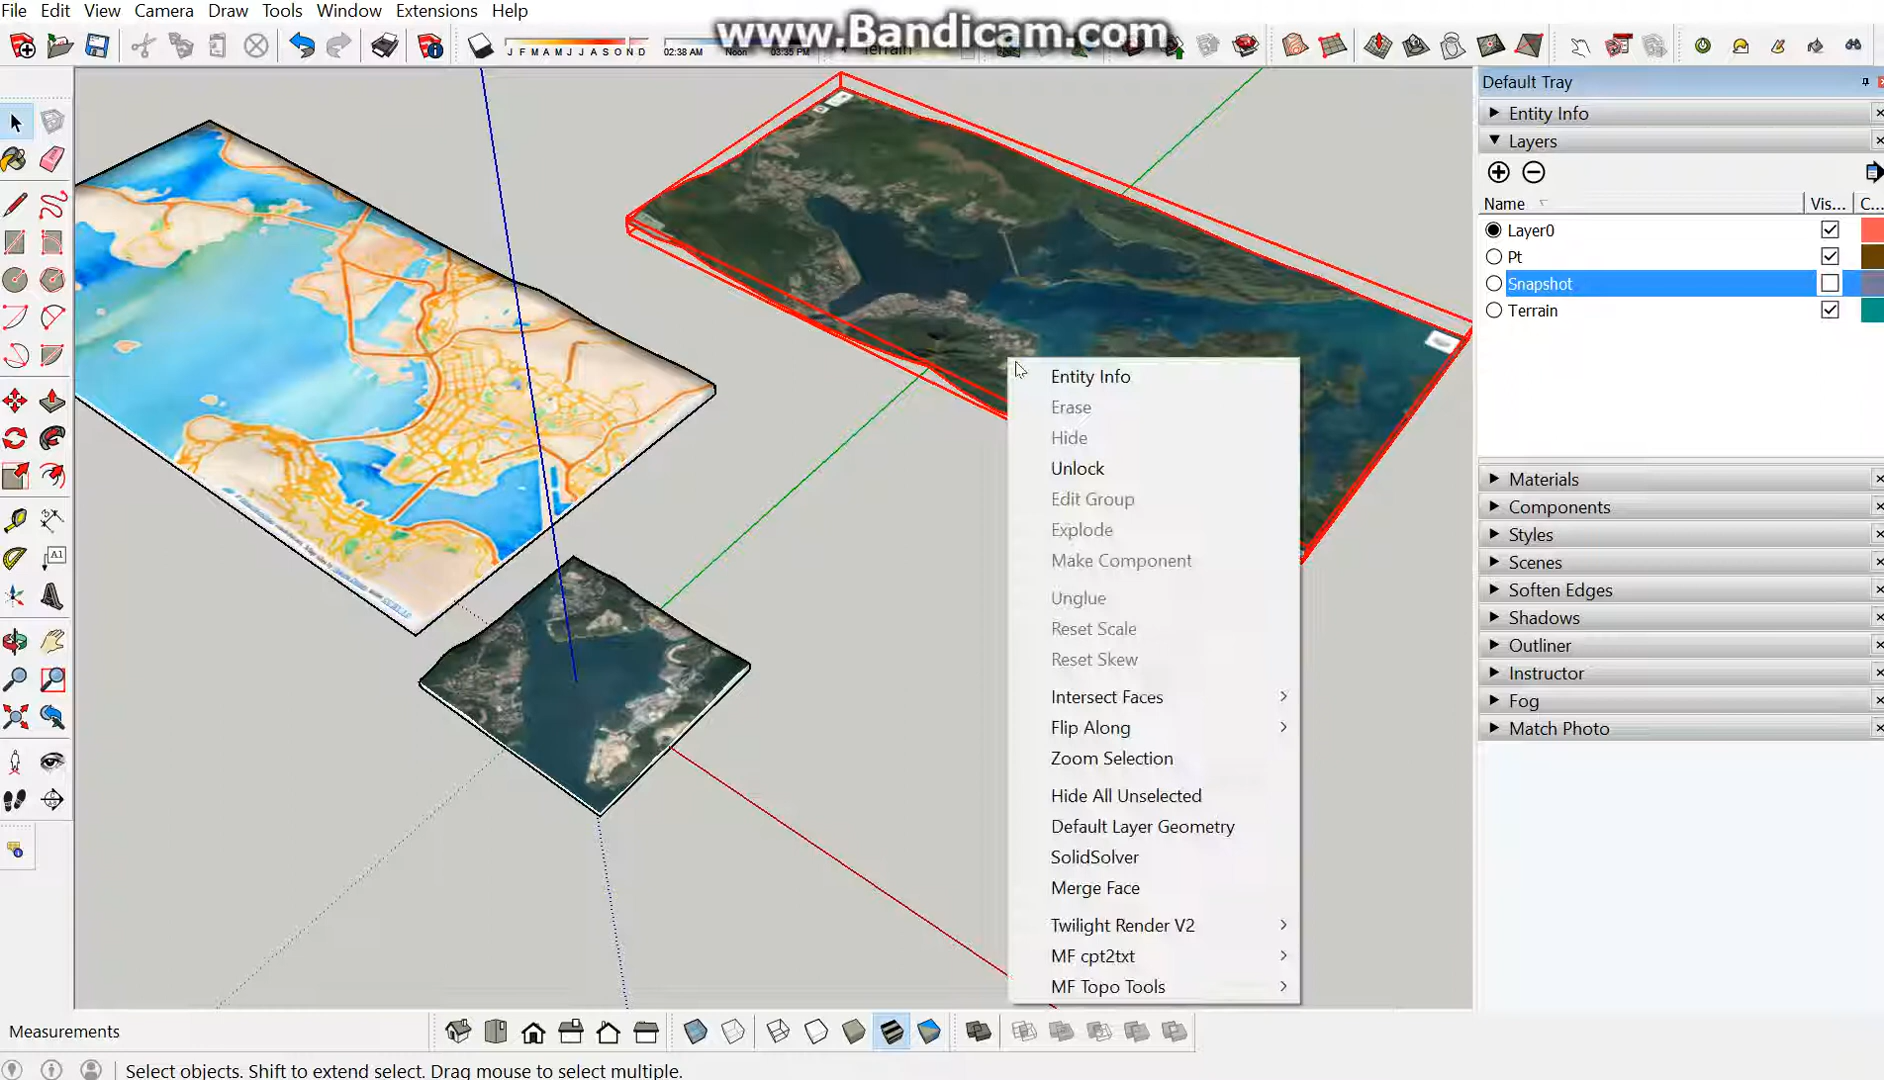 File Edit View Camera Draw Tools Window Extensions Help
www.Bandicam.com
J F M A M J J A S O N D
02:38 AM Noon 03:35 PM
Terrain
Default Tray
Entity Info
Layers
Name Vis... C...
Layer0
Pt
Snapshot
Terrain
Materials
Components
Styles
Scenes
Soften Edges
Shadows
Outliner
Instructor
Fog
Match Photo
Entity Info
Erase
Hide
Unlock
Edit Group
Explode
Make Component
Unglue
Reset Scale
Reset Skew
Intersect Faces
Flip Along
Zoom Selection
Hide All Unselected
Default Layer Geometry
SolidSolver
Merge Face
Twilight Render V2
MF cpt2txt
MF Topo Tools
A1
Measurements
Select objects. Shift to extend select. Drag mouse to select multiple.